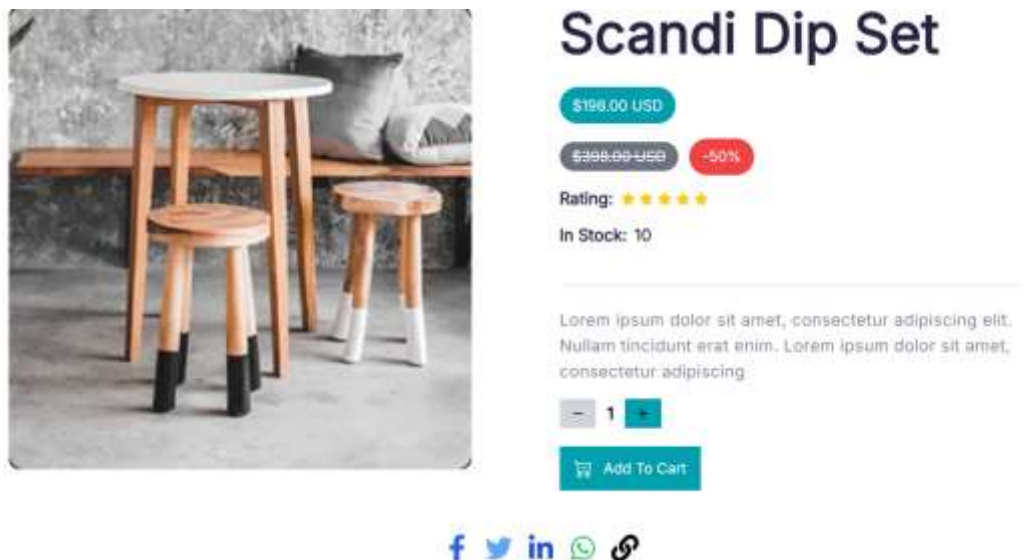 Scandi Dip Set
$198.00 USD
$398.00 USD
-50%
Rating:
In Stock: 10
Lorem ipsum dolor sit amet, consectetur adipiscing elit.
Nullam tincidunt erat enim. Lorem ipsum dolor sit amet,
consectetur adipiscing
- 1 +
Add To Cart